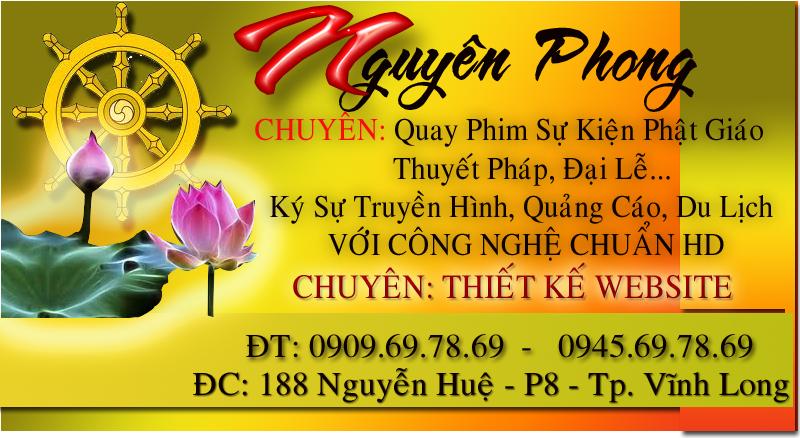 Nguyên Phong
CHUYÊN: Quay Phim Sự Kiện Phật Giáo
Thuyết Pháp, Đại Lễ...
Ký Sự Truyền Hình, Quảng Cáo, Du Lịch
VỚI CÔNG NGHỆ CHUẨN HD
CHUYÊN: THIẾT KẾ WEBSITE
ĐT: 0909.69.78.69 - 0945.69.78.69
ĐC: 188 Nguyễn Huệ - P8 - Tp. Vĩnh Long